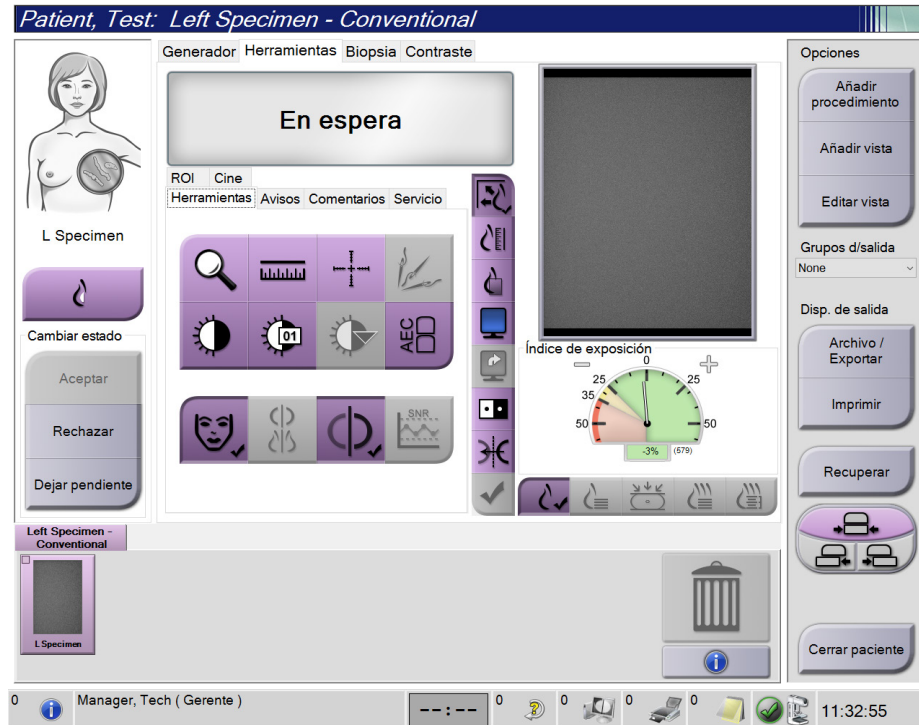 Patient, Test: Left Specimen - Conventional
Generador Herramientas Biopsia Contraste
En espera
ROI Cine
Herramientas Avisos Comentarios Servicio
01
AEC
SNR
L Specimen
Cambiar estado
Aceptar
Rechazar
Dejar pendiente
Índice de exposición
0
25 25
35
50 50
-3% (579)
Opciones
Añadir
procedimiento
Añadir vista
Editar vista
Grupos d/salida
None
Disp. de salida
Archivo /
Exportar
Imprimir
Recuperar
Cerrar paciente
Left Specimen -
Conventional
L Specimen
0 Manager, Tech ( Gerente ) --:-- 0 0 0 0 11:32:55